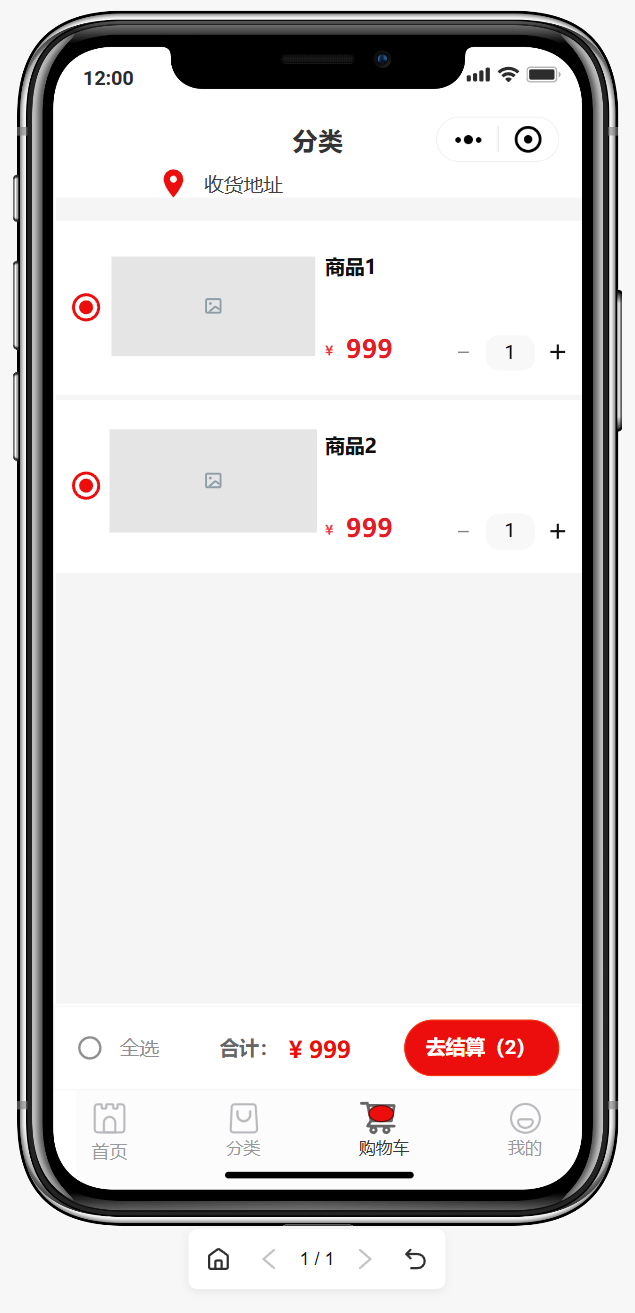 12:00
分类
收货地址
商品1
¥ 999
− 1 +
商品2
¥ 999
− 1 +
全选 合计: ¥ 999 去结算（2）
首页 分类 购物车 我的
1 / 1